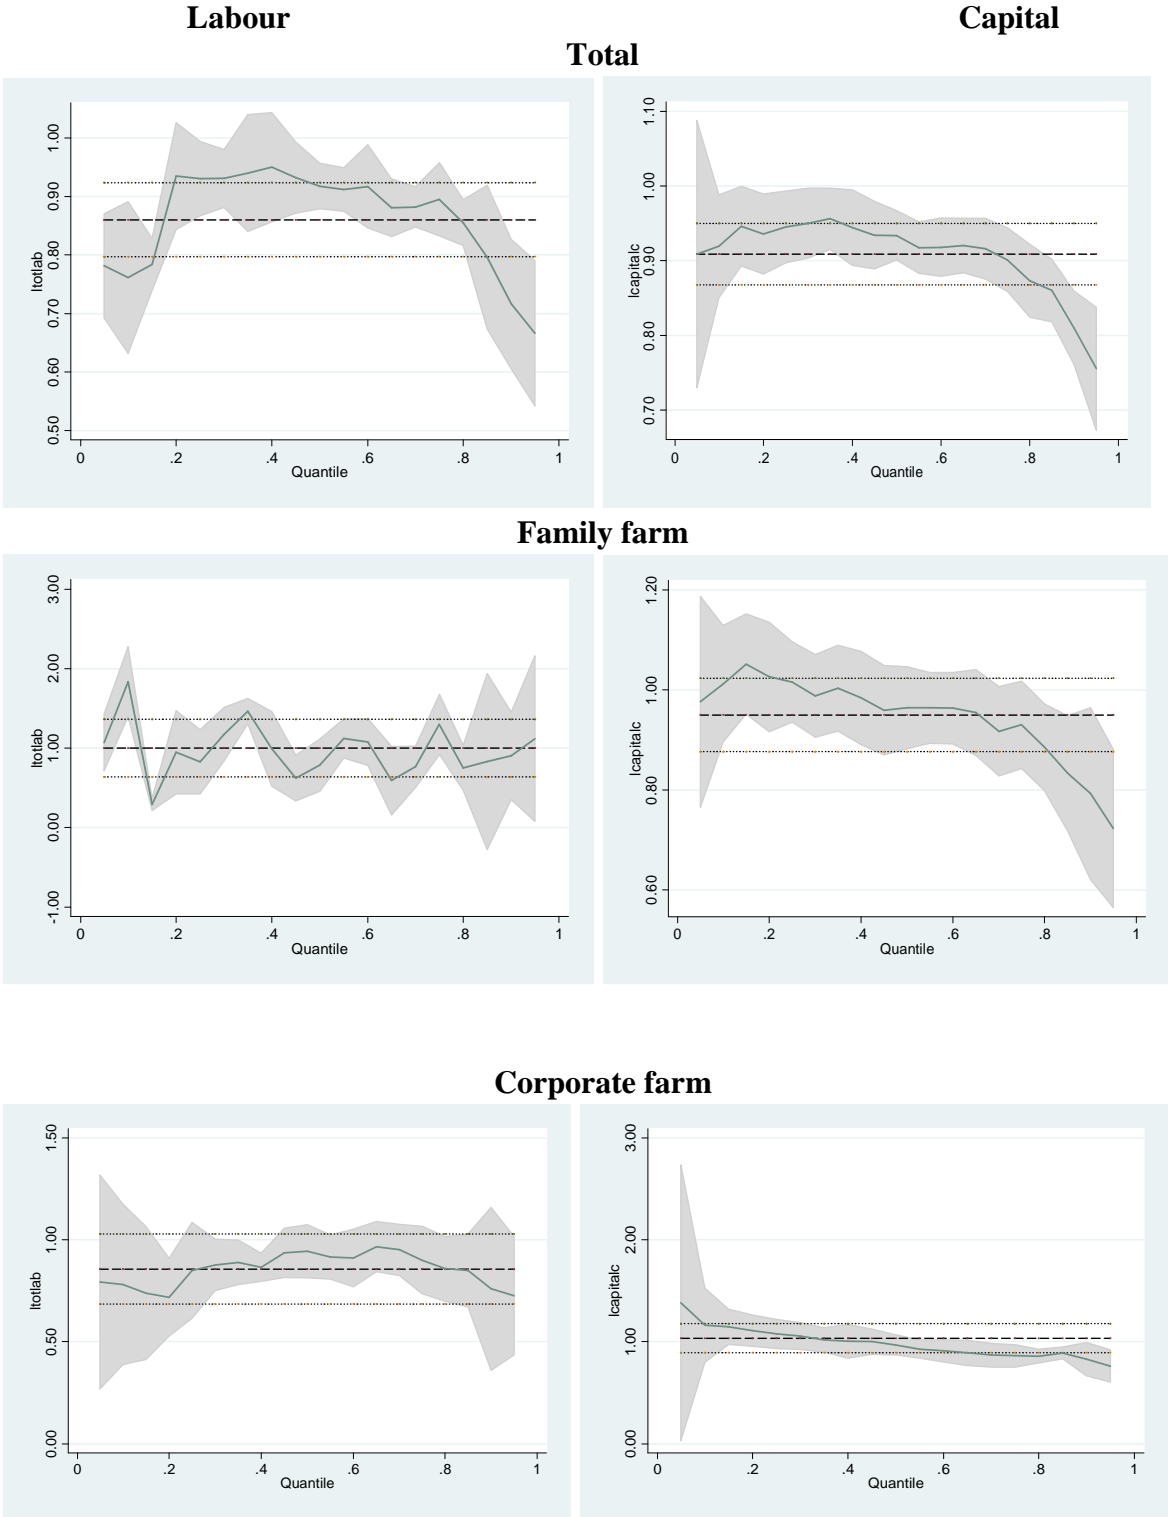 Labour Capital
Total
ltotlab
1.00
0.90
0.80
0.70
0.60
0.50
0 .2 .4 .6 .8 1
Quantile
lcapitalc
1.10
1.00
0.90
0.80
0.70
0 .2 .4 .6 .8 1
Quantile
Family farm
ltotlab
3.00
2.00
1.00
0.00
-1.00
0 .2 .4 .6 .8 1
Quantile
lcapitalc
1.20
1.00
0.80
0.60
0 .2 .4 .6 .8 1
Quantile
Corporate farm
ltotlab
1.50
1.00
0.50
0.00
0 .2 .4 .6 .8 1
Quantile
lcapitalc
3.00
2.00
1.00
0.00
0 .2 .4 .6 .8 1
Quantile